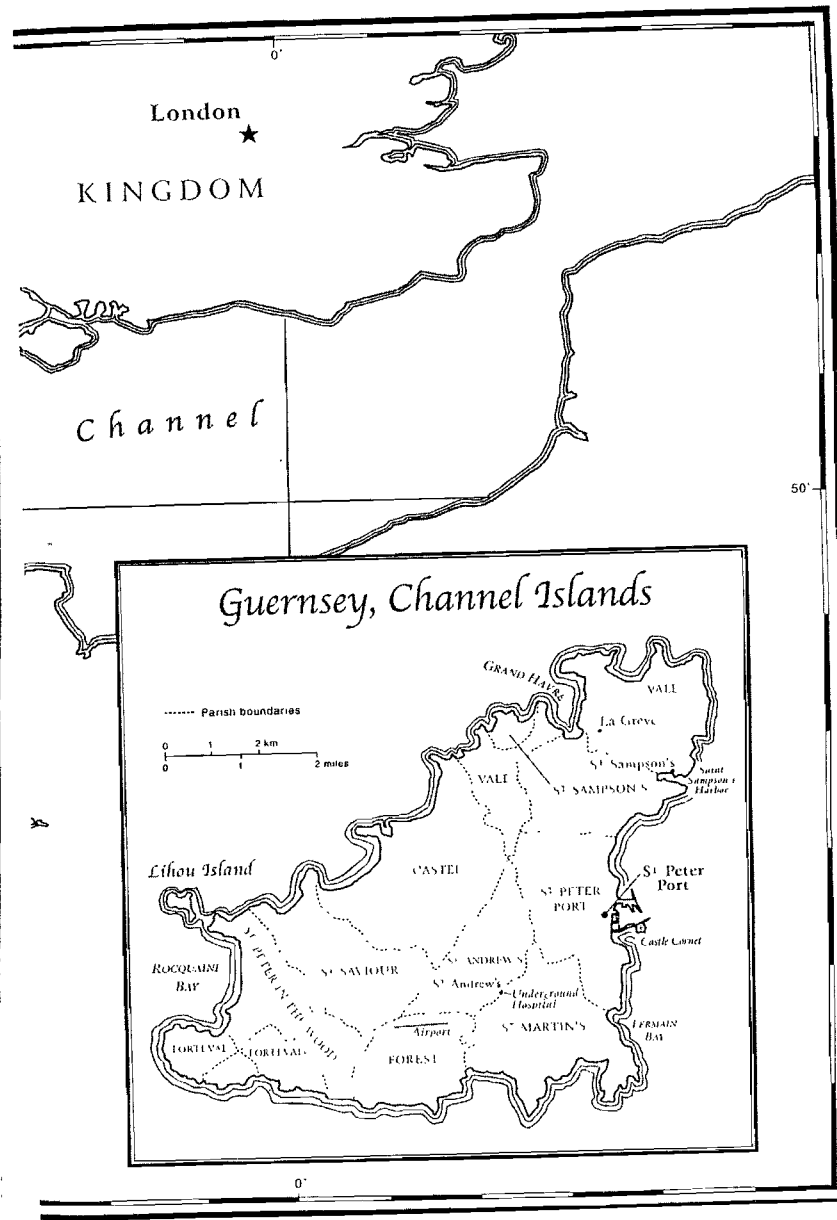 0'
London
KINGDOM
Channel
50'
Guernsey, Channel Islands
GRAND HAVRE
VALE
Parish boundaries
La Greve
0 1 2 km
0 1 2 miles
St Sampson's
Saint
Sampson's
Harbor
VALE
St SAMPSON'S
CASTEL
Lihou Island
St Peter
Port
St PETER
PORT
Castle Cornet
ROCQUAINE
BAY
St PETER IN THE WOOD
St SAVIOUR
St ANDREW'S
St Andrew's
Underground
Hospital
Airport
St MARTIN'S
FERMAIN
BAY
TORTEVAL
TORTEVAL
FOREST
0'